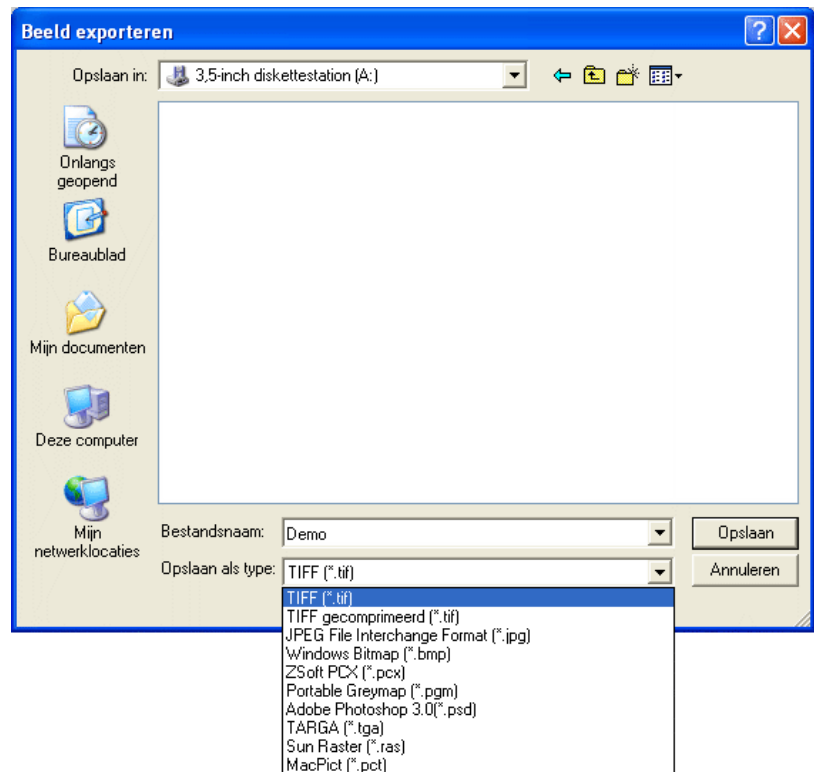 Beeld exporteren
Opslaan in:
3,5-inch diskettestation (A:)
Onlangs
geopend
Bureaublad
Mijn documenten
Deze computer
Mijn
netwerklocaties
Bestandsnaam:
Demo
Opslaan
Opslaan als type:
TIFF (*.tif)
Annuleren
TIFF (*.tif)
TIFF gecomprimeerd (*.tif)
JPEG File Interchange Format (*.jpg)
Windows Bitmap (*.bmp)
ZSoft PCX (*.pcx)
Portable Greymap (*.pgm)
Adobe Photoshop 3.0(*.psd)
TARGA (*.tga)
Sun Raster (*.ras)
MacPict (*.pct)